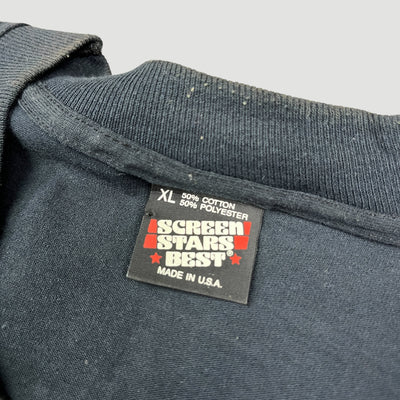 XL 50% COTTON
50% POLYESTER
SCREEN
STARS
BEST®
MADE IN U.S.A.